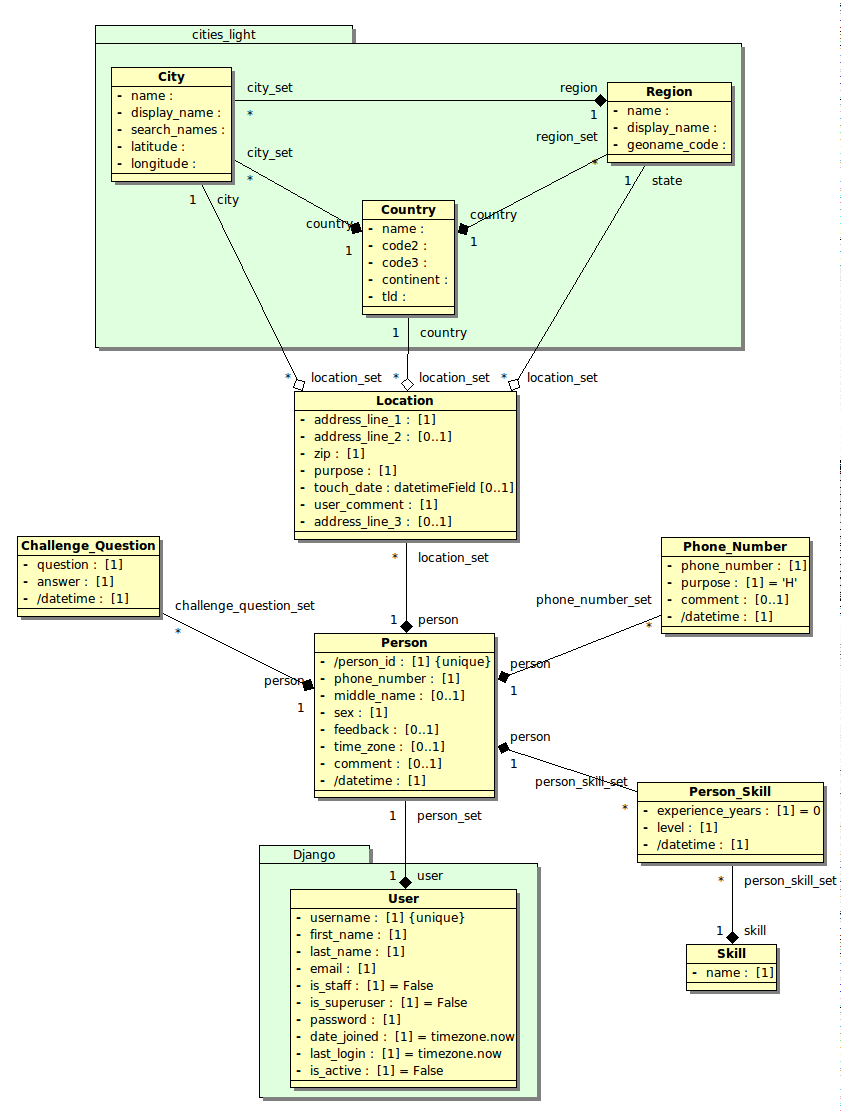 cities_light
City
- name :
- display_name :
- search_names :
- latitude :
- longitude :
city_set
*
region
1
Region
- name :
- display_name :
- geoname_code :
city_set
*
country
1
region_set
*
country
1
Country
- name :
- code2 :
- code3 :
- continent :
- tld :
1 city
1 country
1 state
* location_set
* location_set
* location_set
Location
- address_line_1 : [1]
- address_line_2 : [0..1]
- zip : [1]
- purpose : [1]
- touch_date : datetimeField [0..1]
- user_comment : [1]
- address_line_3 : [0..1]
Challenge_Question
- question : [1]
- answer : [1]
- /datetime : [1]
challenge_question_set
*
person
1
* location_set
1 person
Phone_Number
- phone_number : [1]
- purpose : [1] = 'H'
- comment : [0..1]
- /datetime : [1]
phone_number_set
*
person
1
Person
- /person_id : [1] {unique}
- phone_number : [1]
- middle_name : [0..1]
- sex : [1]
- feedback : [0..1]
- time_zone : [0..1]
- comment : [0..1]
- /datetime : [1]
person
1
person_skill_set
*
Person_Skill
- experience_years : [1] = 0
- level : [1]
- /datetime : [1]
* person_skill_set
1 skill
Skill
- name : [1]
1 person_set
Django
1 user
User
- username : [1] {unique}
- first_name : [1]
- last_name : [1]
- email : [1]
- is_staff : [1] = False
- is_superuser : [1] = False
- password : [1]
- date_joined : [1] = timezone.now
- last_login : [1] = timezone.now
- is_active : [1] = False